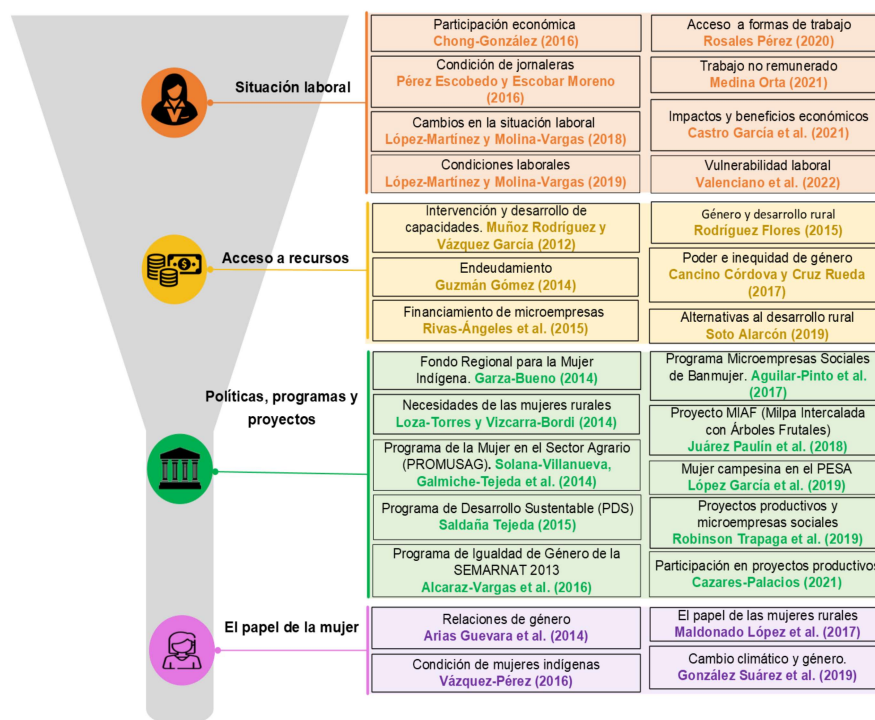 Situación laboral
Participación económica
Chong-González (2016)
Condición de jornaleras
Pérez Escobedo y Escobar Moreno
(2016)
Cambios en la situación laboral
López-Martínez y Molina-Vargas (2018)
Condiciones laborales
López-Martínez y Molina-Vargas (2019)
Acceso a formas de trabajo
Rosales Pérez (2020)
Trabajo no remunerado
Medina Orta (2021)
Impactos y beneficios económicos
Castro García et al. (2021)
Vulnerabilidad laboral
Valenciano et al. (2022)
Acceso a recursos
Intervención y desarrollo de
capacidades. Muñoz Rodríguez y
Vázquez García (2012)
Endeudamiento
Guzmán Gómez (2014)
Financiamiento de microempresas
Rivas-Ángeles et al. (2015)
Género y desarrollo rural
Rodríguez Flores (2015)
Poder e inequidad de género
Cancino Córdova y Cruz Rueda
(2017)
Alternativas al desarrollo rural
Soto Alarcón (2019)
Políticas, programas y
proyectos
Fondo Regional para la Mujer
Indígena. Garza-Bueno (2014)
Necesidades de las mujeres rurales
Loza-Torres y Vizcarra-Bordi (2014)
Programa de la Mujer en el Sector Agrario
(PROMUSAG). Solana-Villanueva,
Galmiche-Tejeda et al. (2014)
Programa de Desarrollo Sustentable (PDS)
Saldaña Tejeda (2015)
Programa de Igualdad de Género de la
SEMARNAT 2013
Alcaraz-Vargas et al. (2016)
Programa Microempresas Sociales
de Banmujer. Aguilar-Pinto et al.
(2017)
Proyecto MIAF (Milpa Intercalada
con Árboles Frutales)
Juárez Paulín et al. (2018)
Mujer campesina en el PESA
López García et al. (2019)
Proyectos productivos y
microempresas sociales
Robinson Trapaga et al. (2019)
Participación en proyectos productivos
Cazares-Palacios (2021)
El papel de la mujer
Relaciones de género
Arias Guevara et al. (2014)
Condición de mujeres indígenas
Vázquez-Pérez (2016)
El papel de las mujeres rurales
Maldonado López et al. (2017)
Cambio climático y género.
González Suárez et al. (2019)